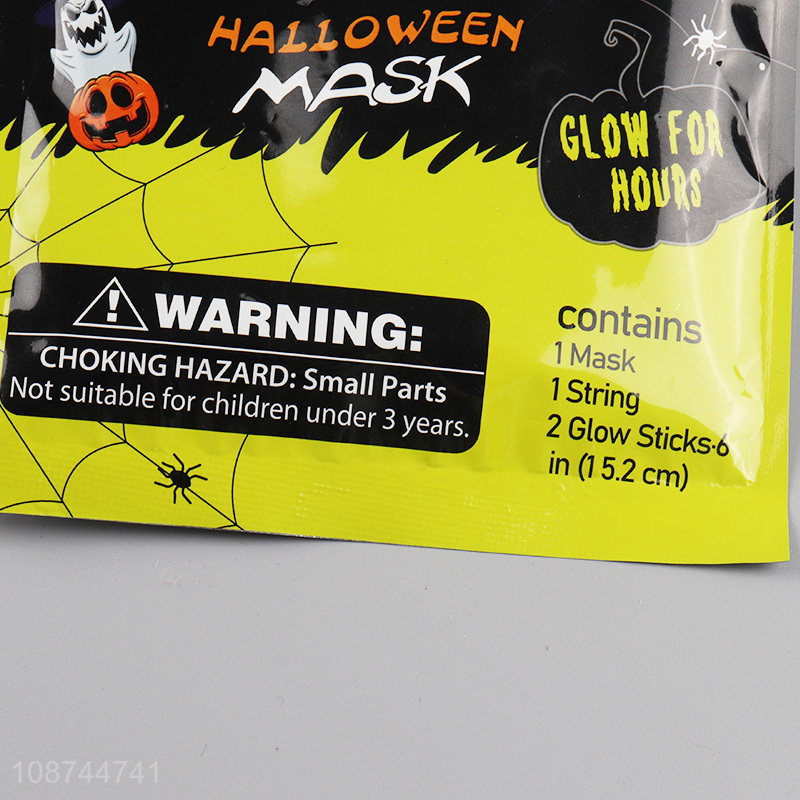 HALLOWEEN
MASK
GLOW FOR
HOURS
WARNING:
CHOKING HAZARD: Small Parts
Not suitable for children under 3 years.
contains
1 Mask
1 String
2 Glow Sticks-6
in (15.2 cm)
108744741